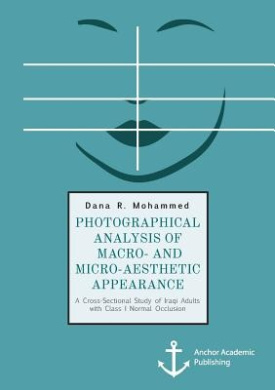 Dana R. Mohammed
PHOTOGRAPHICAL
ANALYSIS OF
MACRO- AND
MICRO-AESTHETIC
APPEARANCE
A Cross-Sectional Study of Iraqi Adults
with Class I Normal Occlusion
Anchor Academic
Publishing